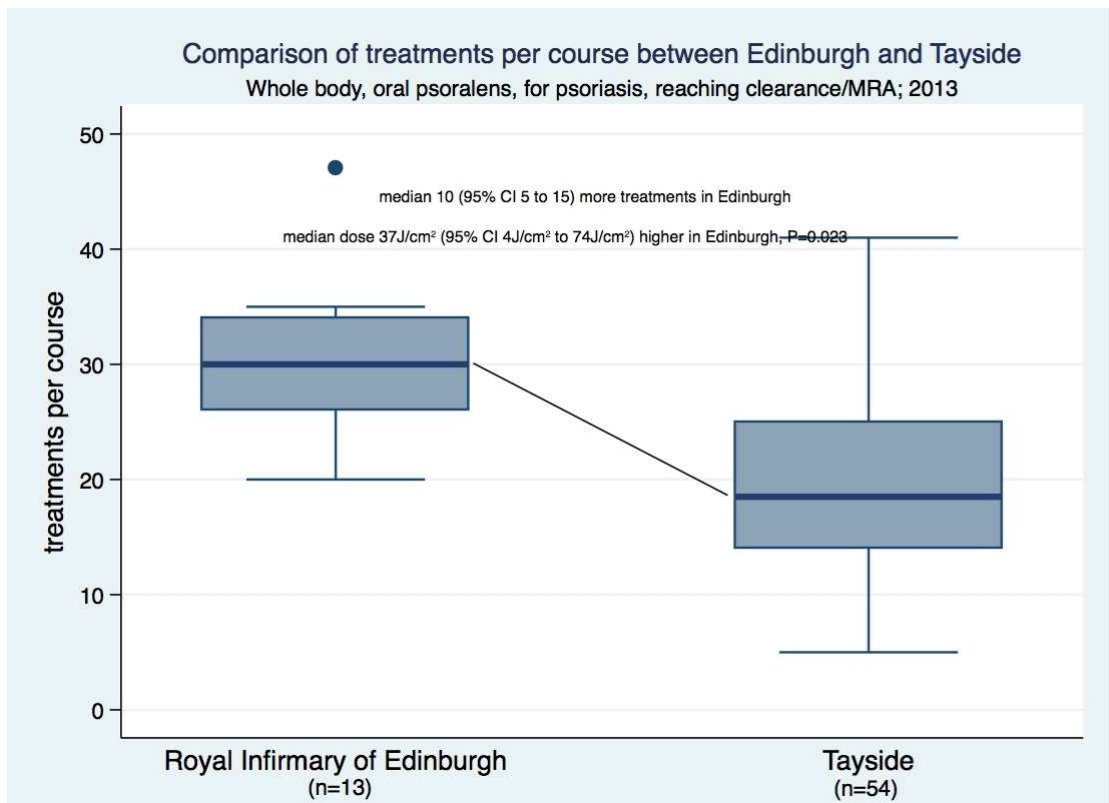 Comparison of treatments per course between Edinburgh and Tayside
Whole body, oral psoralens, for psoriasis, reaching clearance/MRA; 2013
50
median 10 (95% CI 5 to 15) more treatments in Edinburgh
median dose 37J/cm² (95% CI 4J/cm² to 74J/cm²) higher in Edinburgh, P=0.023
40
30
treatments per course
20
10
0
Royal Infirmary of Edinburgh
(n=13)
Tayside
(n=54)